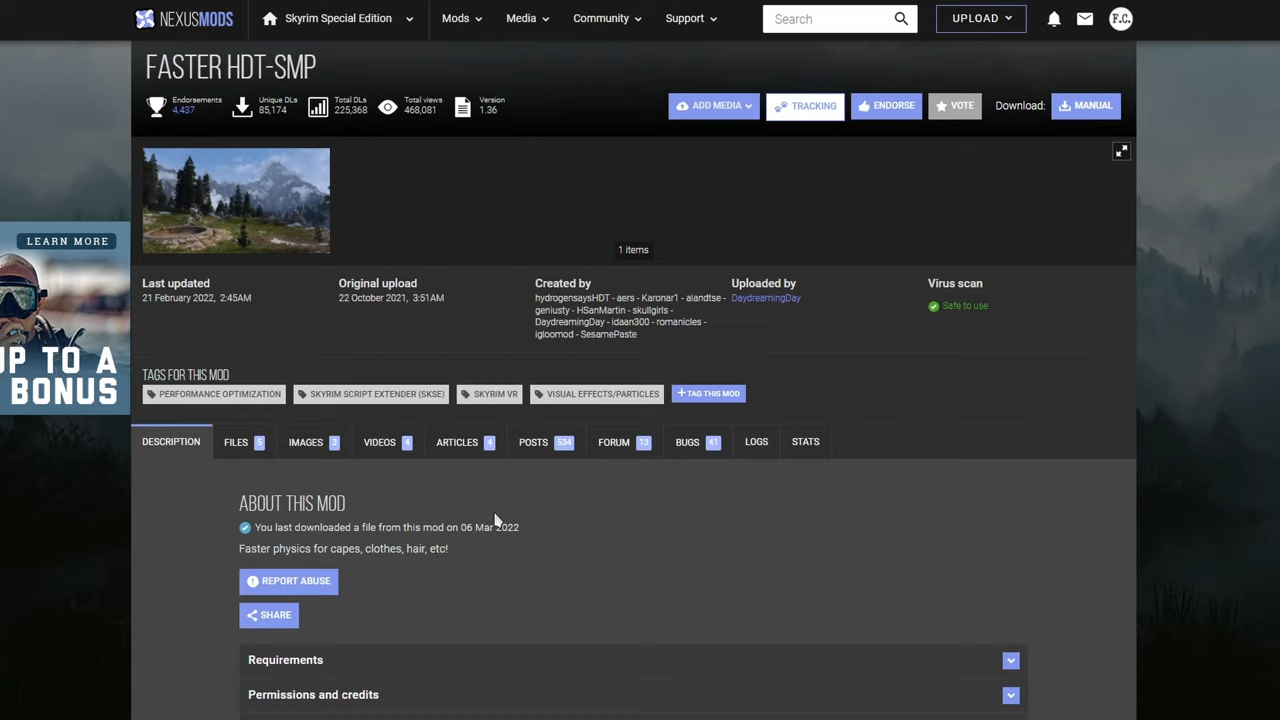 NEXUSMODS Skyrim Special Edition Mods Media Community Support Search UPLOAD F.C.
FASTER HDT-SMP
Endorsements 4,437 Unique DLs 85,174 Total DLs 225,368 Total views 468,081 Version 1.36
ADD MEDIA TRACKING ENDORSE VOTE Download: MANUAL
1 items
LEARN MORE
UP TO A
BONUS
Last updated
21 February 2022, 2:45AM
Original upload
22 October 2021, 3:51AM
Created by
hydrogensaysHDT - aers - Karonar1 - alandtse -
geniusty - HSanMartin - skullgirls -
DaydreamingDay - idaan300 - romanicles -
igloomod - SesamePaste
Uploaded by
DaydreamingDay
Virus scan
Safe to use
TAGS FOR THIS MOD
PERFORMANCE OPTIMIZATION SKYRIM SCRIPT EXTENDER (SKSE) SKYRIM VR VISUAL EFFECTS/PARTICLES +TAG THIS MOD
DESCRIPTION FILES 5 IMAGES 3 VIDEOS 4 ARTICLES 4 POSTS 534 FORUM 13 BUGS 41 LOGS STATS
ABOUT THIS MOD
You last downloaded a file from this mod on 06 Mar 2022
Faster physics for capes, clothes, hair, etc!
REPORT ABUSE
SHARE
Requirements
Permissions and credits